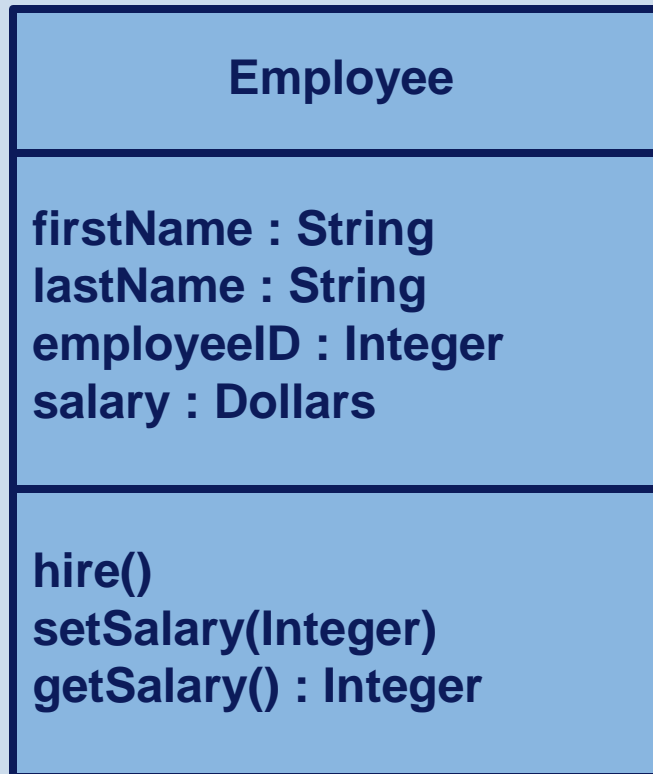 Employee
firstName : String
lastName : String
employeeID : Integer
salary : Dollars
hire()
setSalary(Integer)
getSalary() : Integer